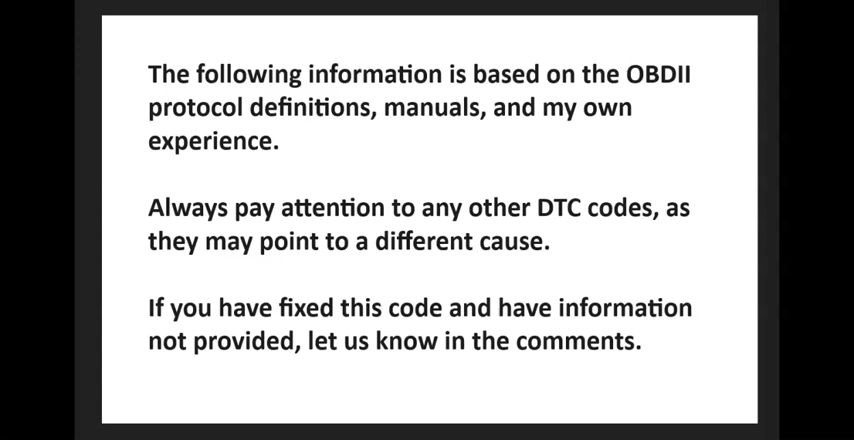 The following information is based on the OBDII
protocol definitions, manuals, and my own
experience.
Always pay attention to any other DTC codes, as
they may point to a different cause.
If you have fixed this code and have information
not provided, let us know in the comments.